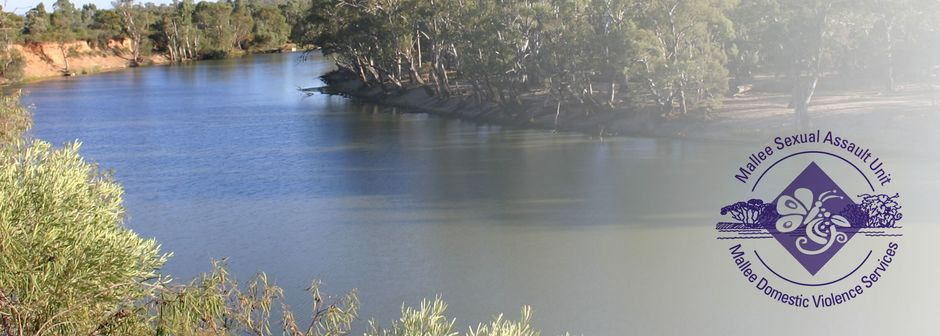 Mallee Sexual Assault Unit
Mallee Domestic Violence Services